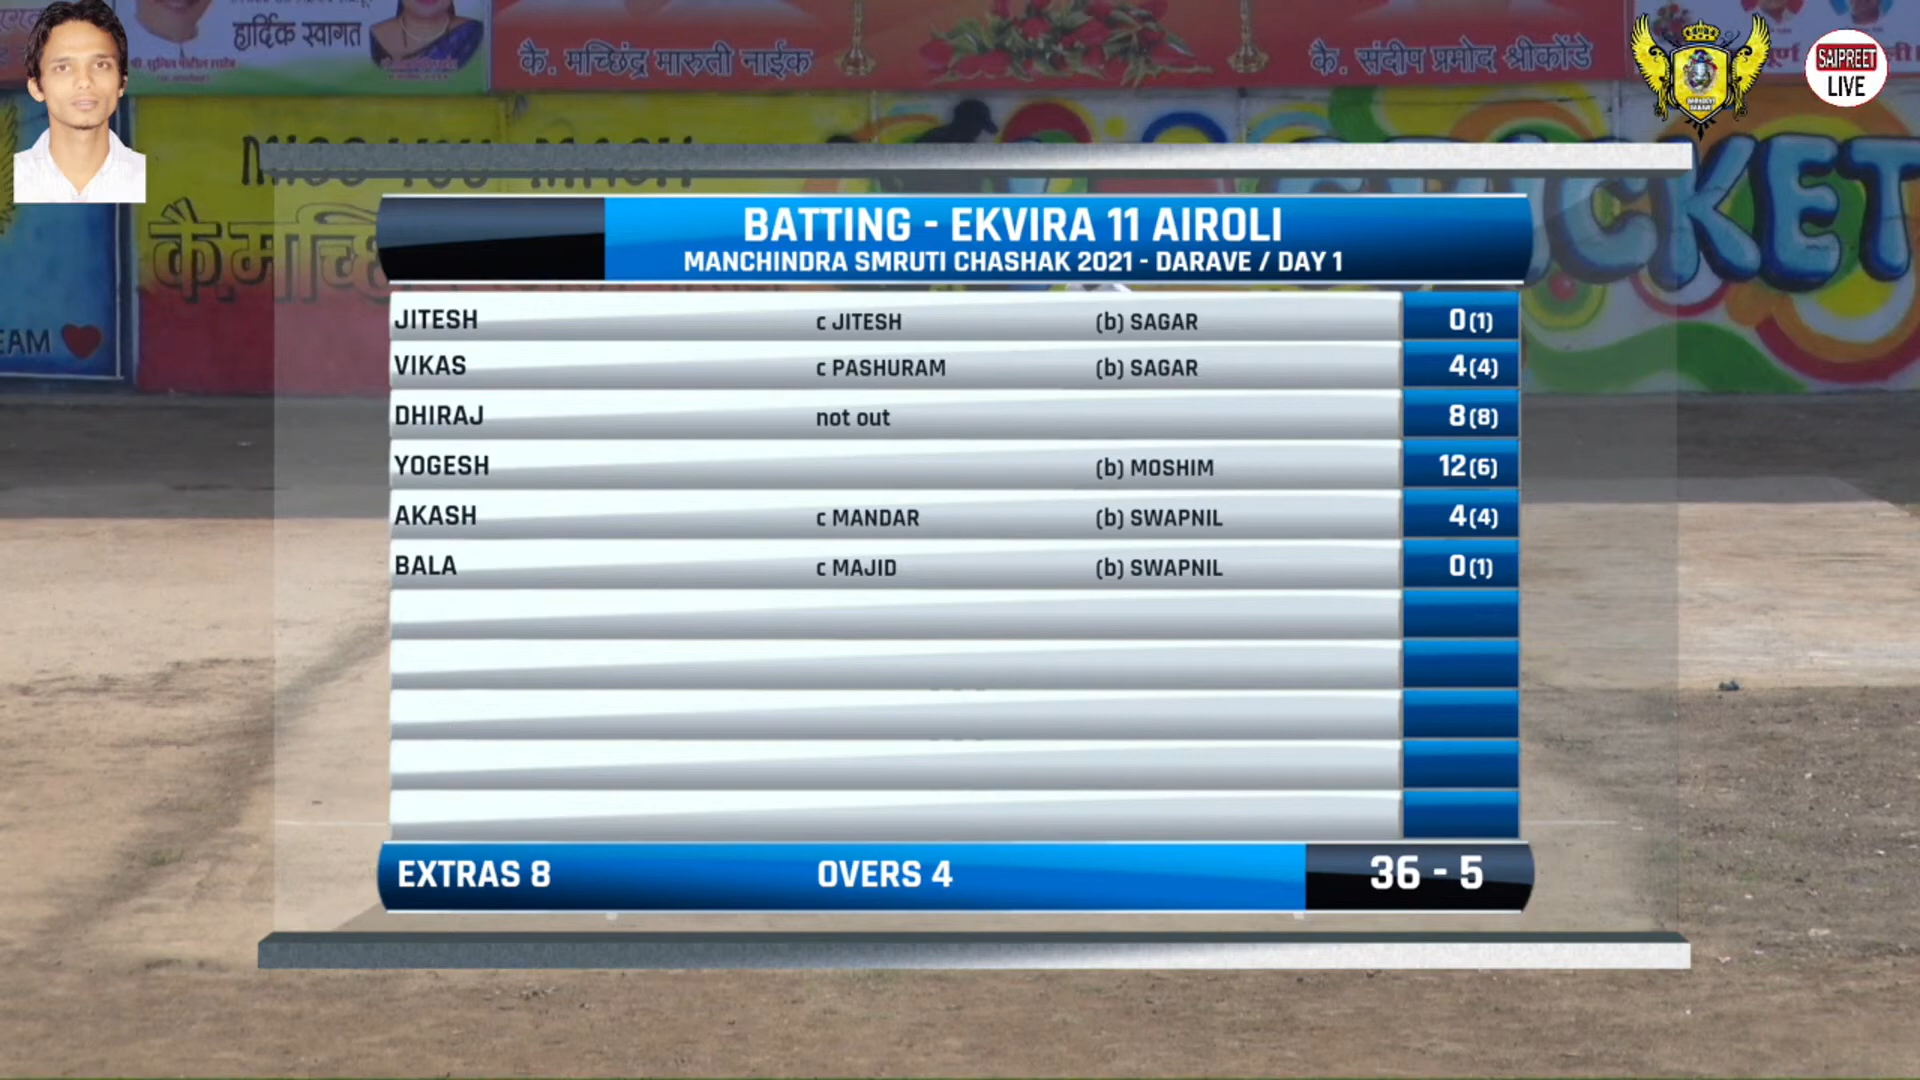 हार्दिक स्वागत
कै. मच्छिंद्र मारुती नाईक
कै. संदीप प्रमोद श्रीकोंडे
SAIPREET
LIVE
CKET
EAM
BATTING - EKVIRA 11 AIROLI
MANCHINDRA SMRUTI CHASHAK 2021 - DARAVE / DAY 1
JITESH c JITESH (b) SAGAR 0(1)
VIKAS c PASHURAM (b) SAGAR 4(4)
DHIRAJ not out 8(8)
YOGESH (b) MOSHIM 12(6)
AKASH c MANDAR (b) SWAPNIL 4(4)
BALA c MAJID (b) SWAPNIL 0(1)
EXTRAS 8 OVERS 4 36 - 5